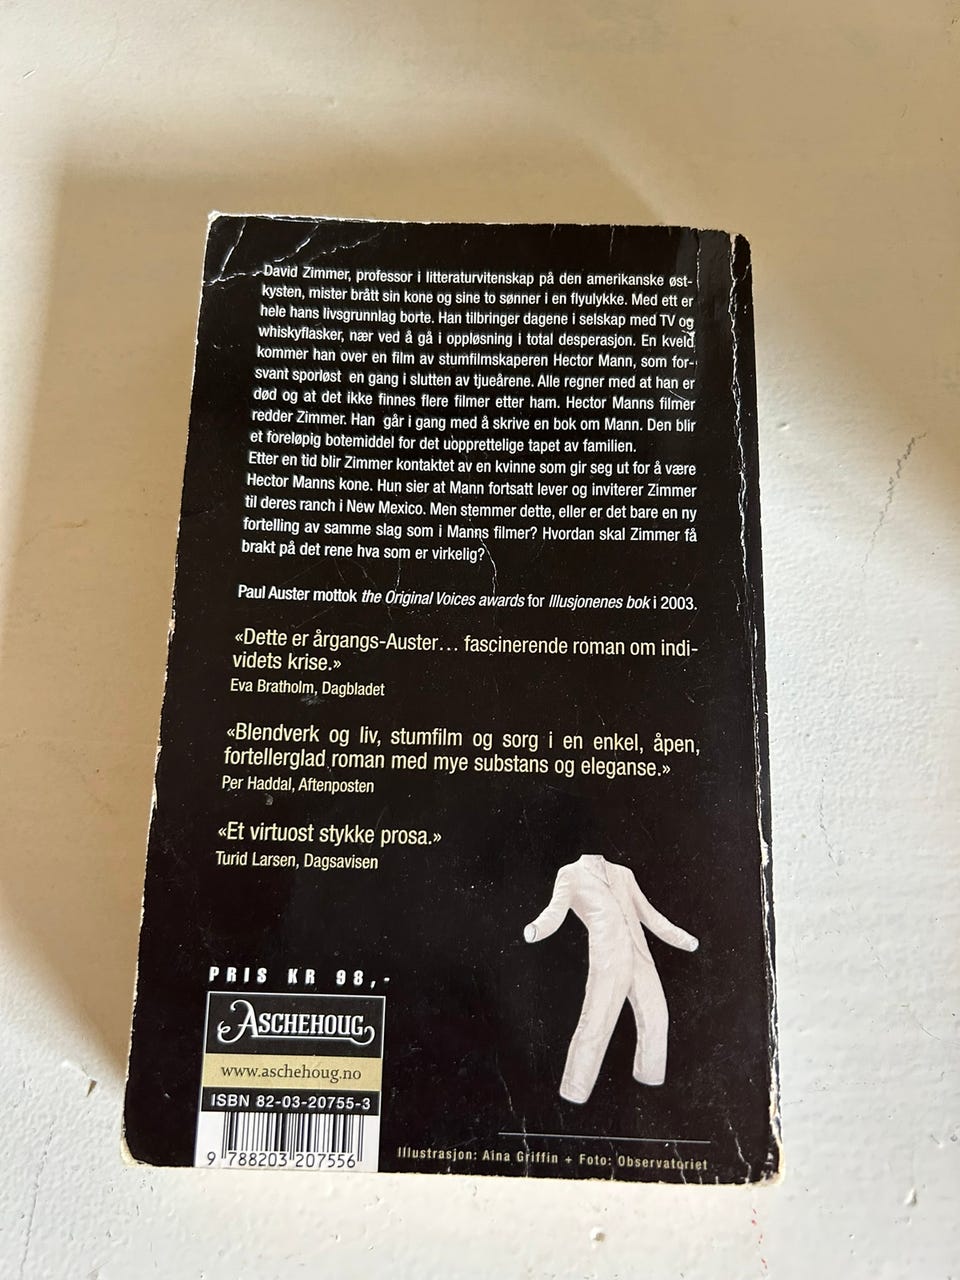 David Zimmer, professor i litteraturvitenskap på den amerikanske øst-
kysten, mister brått sin kone og sine to sønner i en flyulykke. Med ett er
hele hans livsgrunnlag borte. Han tilbringer dagene i selskap med TV og
whiskyflasker, nær ved å gå i oppløsning i total desperasjon. En kveld
kommer han over en film av stumfilmskaperen Hector Mann, som for-
svant sporløst en gang i slutten av tjueårene. Alle regner med at han er
død og at det ikke finnes flere filmer etter ham. Hector Manns filmer
redder Zimmer. Han går i gang med å skrive en bok om Mann. Den blir
et foreløpig botemiddel for det uopprettelige tapet av familien.
Etter en tid blir Zimmer kontaktet av en kvinne som gir seg ut for å være
Hector Manns kone. Hun sier at Mann fortsatt lever og inviterer Zimmer
til deres ranch i New Mexico. Men stemmer dette, eller er det bare en ny
fortelling av samme slag som i Manns filmer? Hvordan skal Zimmer få
brakt på det rene hva som er virkelig?
Paul Auster mottok the Original Voices awards for Illusjonenes bok i 2003.
«Dette er årgangs-Auster... fascinerende roman om indi-
videts krise.»
Eva Bratholm, Dagbladet
«Blendverk og liv, stumfilm og sorg i en enkel, åpen,
fortellerglad roman med mye substans og eleganse.»
Per Haddal, Aftenposten
«Et virtuost stykke prosa.»
Turid Larsen, Dagsavisen
PRIS KR 98,-
ASCHEHOUG
www.aschehoug.no
ISBN 82-03-20755-3
9 788203 207556
Illustrasjon: Aina Griffin + Foto: Observatoriet